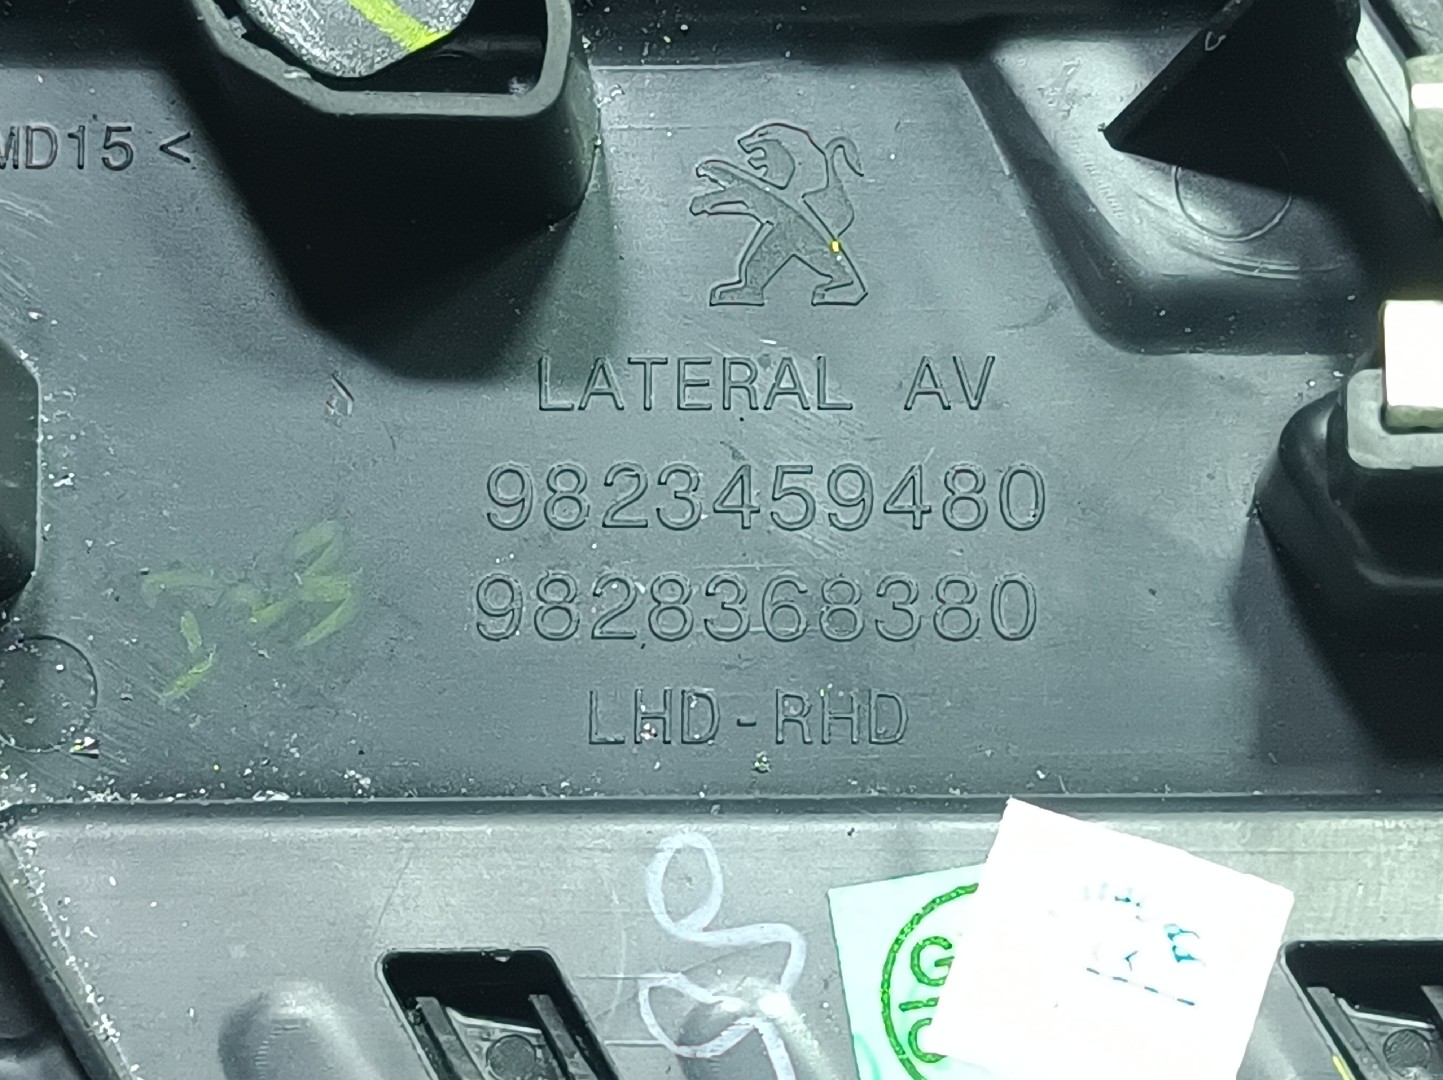 MD15 <
LATERAL AV
9823459480
9828368380
LHD-RHD